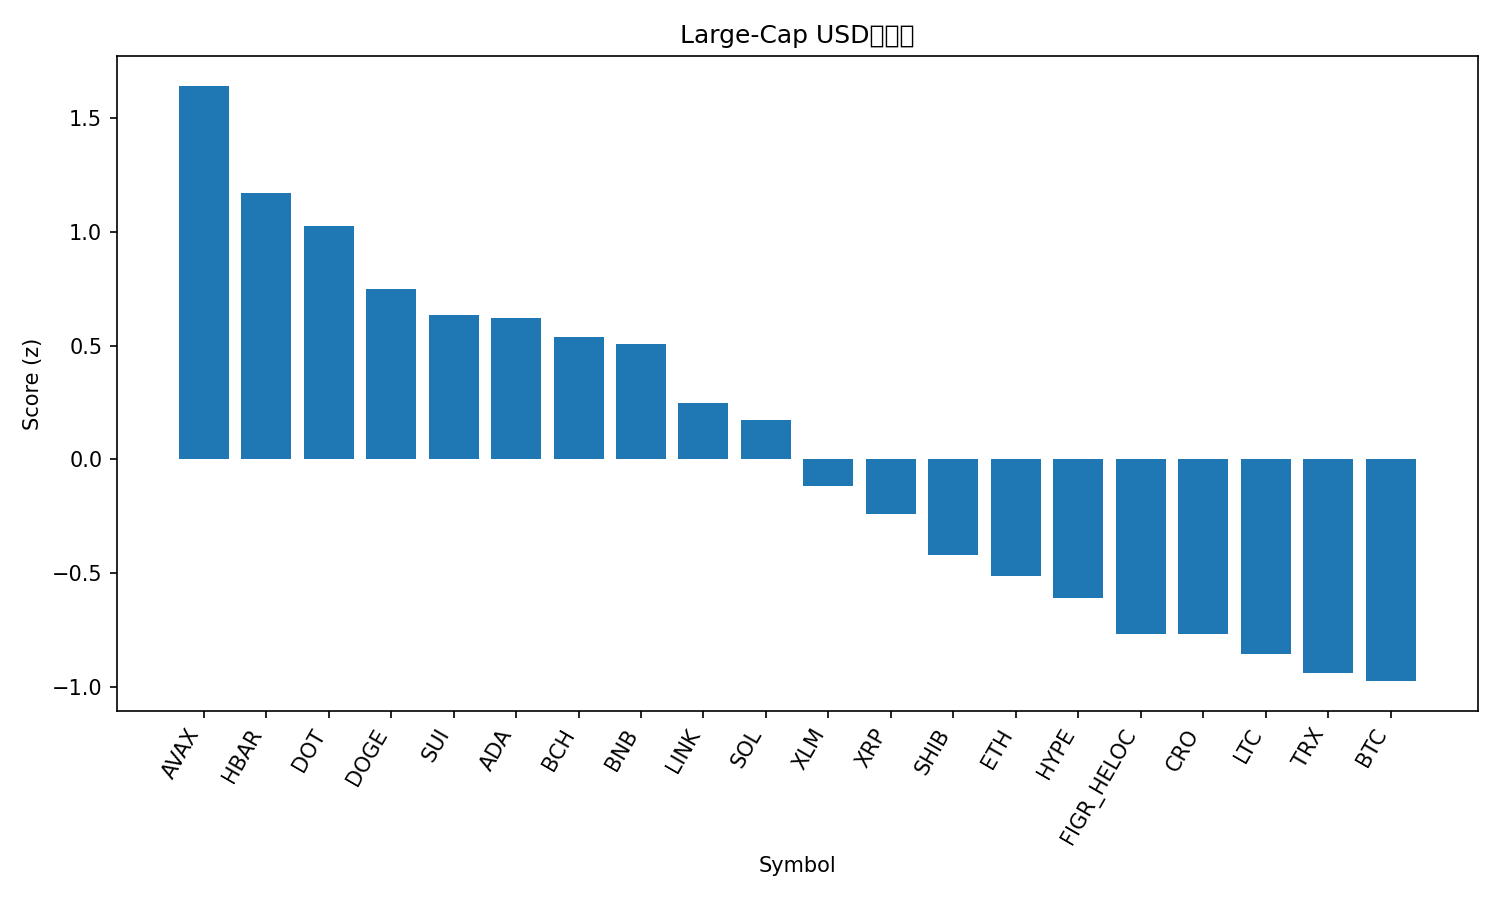 Large-Cap USD
Score (z)
1.5
1.0
0.5
0.0
−0.5
−1.0
AVAX
HBAR
DOT
DOGE
SUI
ADA
BCH
BNB
LINK
SOL
XLM
XRP
SHIB
ETH
HYPE
FIGR_HELOC
CRO
LTC
TRX
BTC
Symbol